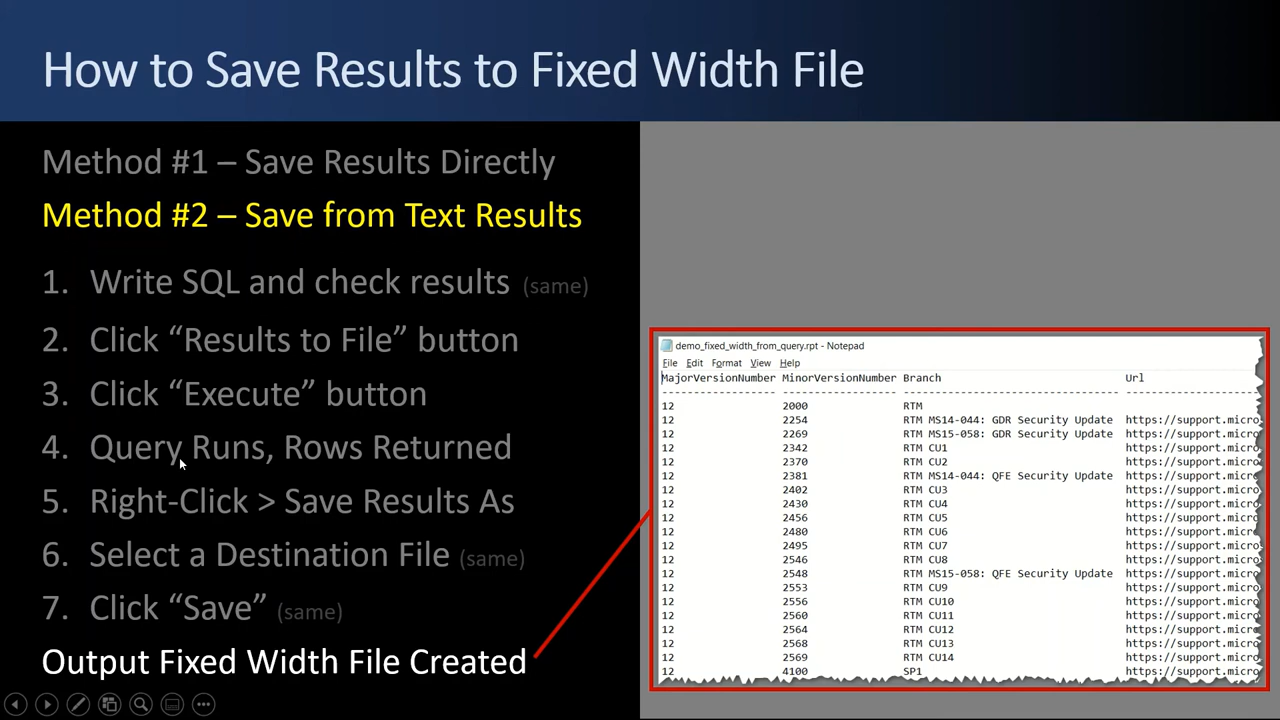 How to Save Results to Fixed Width File
Method #1 – Save Results Directly
Method #2 – Save from Text Results
1. Write SQL and check results (same)
2. Click “Results to File” button
3. Click “Execute” button
4. Query Runs, Rows Returned
5. Right-Click > Save Results As
6. Select a Destination File (same)
7. Click “Save” (same)
Output Fixed Width File Created
demo_fixed_width_from_query.rpt - Notepad
File Edit Format View Help
MajorVersionNumber MinorVersionNumber Branch Url
------------------ ------------------ ---------------------------------- ---------------------
12 2000 RTM
12 2254 RTM MS14-044: GDR Security Update https://support.micro
12 2269 RTM MS15-058: GDR Security Update https://support.micro
12 2342 RTM CU1 https://support.micro
12 2370 RTM CU2 https://support.micro
12 2381 RTM MS14-044: QFE Security Update https://support.micro
12 2402 RTM CU3 https://support.micro
12 2430 RTM CU4 https://support.micro
12 2456 RTM CU5 https://support.micro
12 2480 RTM CU6 https://support.micro
12 2495 RTM CU7 https://support.micro
12 2546 RTM CU8 https://support.micro
12 2548 RTM MS15-058: QFE Security Update https://support.micro
12 2553 RTM CU9 https://support.micro
12 2556 RTM CU10 https://support.micro
12 2560 RTM CU11 https://support.micro
12 2564 RTM CU12 https://support.micro
12 2568 RTM CU13 https://support.micro
12 2569 RTM CU14 https://support.micro
12 4100 SP1 https://support.micro